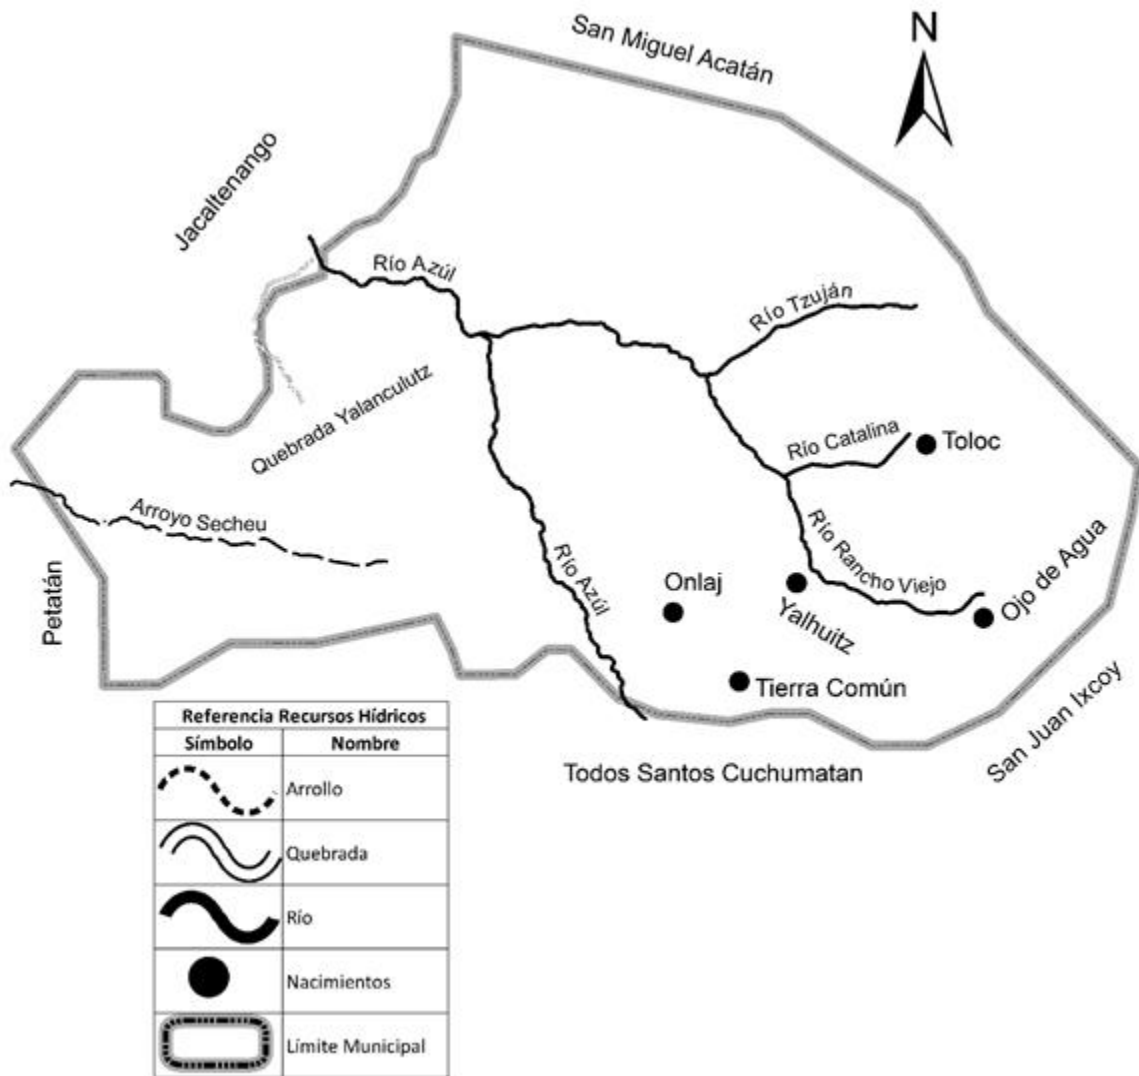 San Miguel Acatán
N
Jacaltenango
Río Azúl
Río Tzuján
Quebrada Yalanculutz
Río Catalina
Toloc
Arroyo Secheu
Río Rancho Viejo
Río Azúl
Onlaj
Yalhuitz
Ojo de Agua
Petatán
Tierra Común
San Juan Ixcoy
Todos Santos Cuchumatan
Referencia Recursos Hídricos
Símbolo Nombre
Arrollo
Quebrada
Río
Nacimientos
Límite Municipal